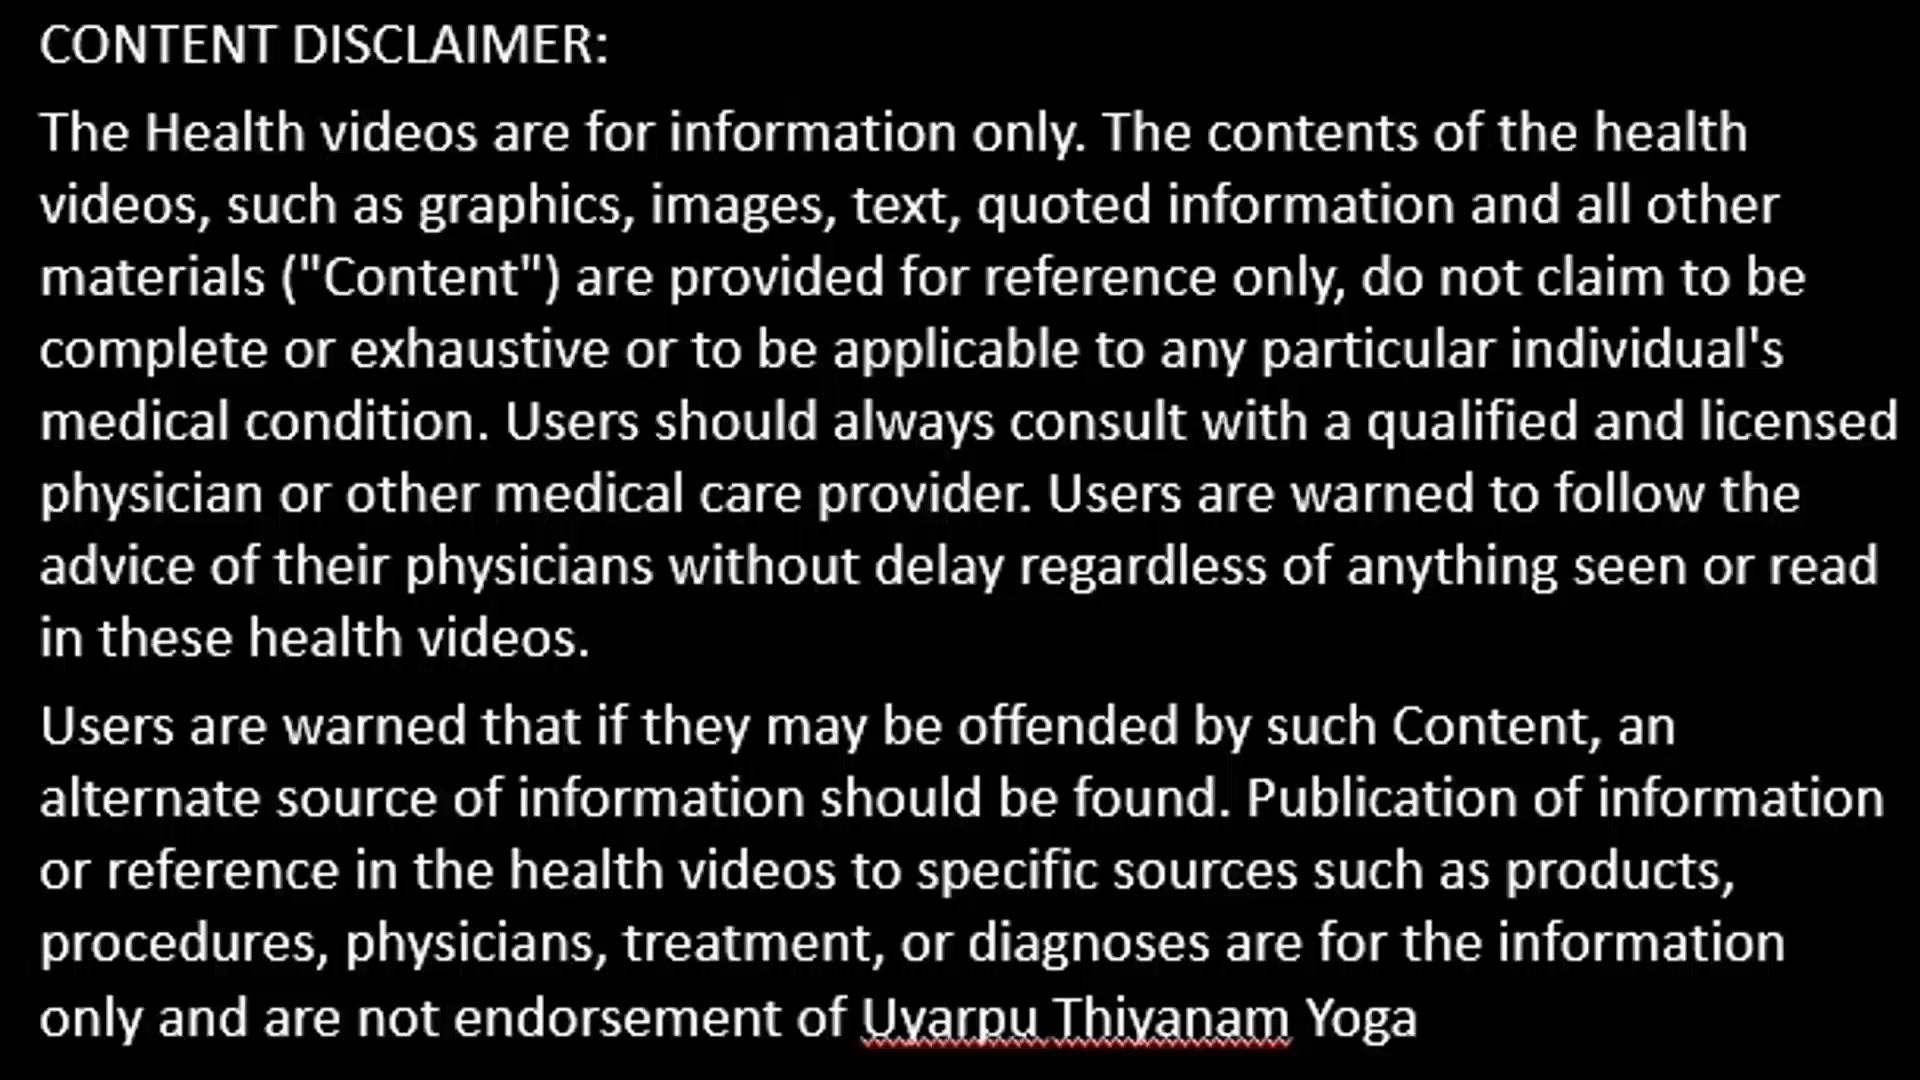 CONTENT DISCLAIMER:
The Health videos are for information only. The contents of the health
videos, such as graphics, images, text, quoted information and all other
materials ("Content") are provided for reference only, do not claim to be
complete or exhaustive or to be applicable to any particular individual's
medical condition. Users should always consult with a qualified and licensed
physician or other medical care provider. Users are warned to follow the
advice of their physicians without delay regardless of anything seen or read
in these health videos.
Users are warned that if they may be offended by such Content, an
alternate source of information should be found. Publication of information
or reference in the health videos to specific sources such as products,
procedures, physicians, treatment, or diagnoses are for the information
only and are not endorsement of Uyarpu Thiyanam Yoga